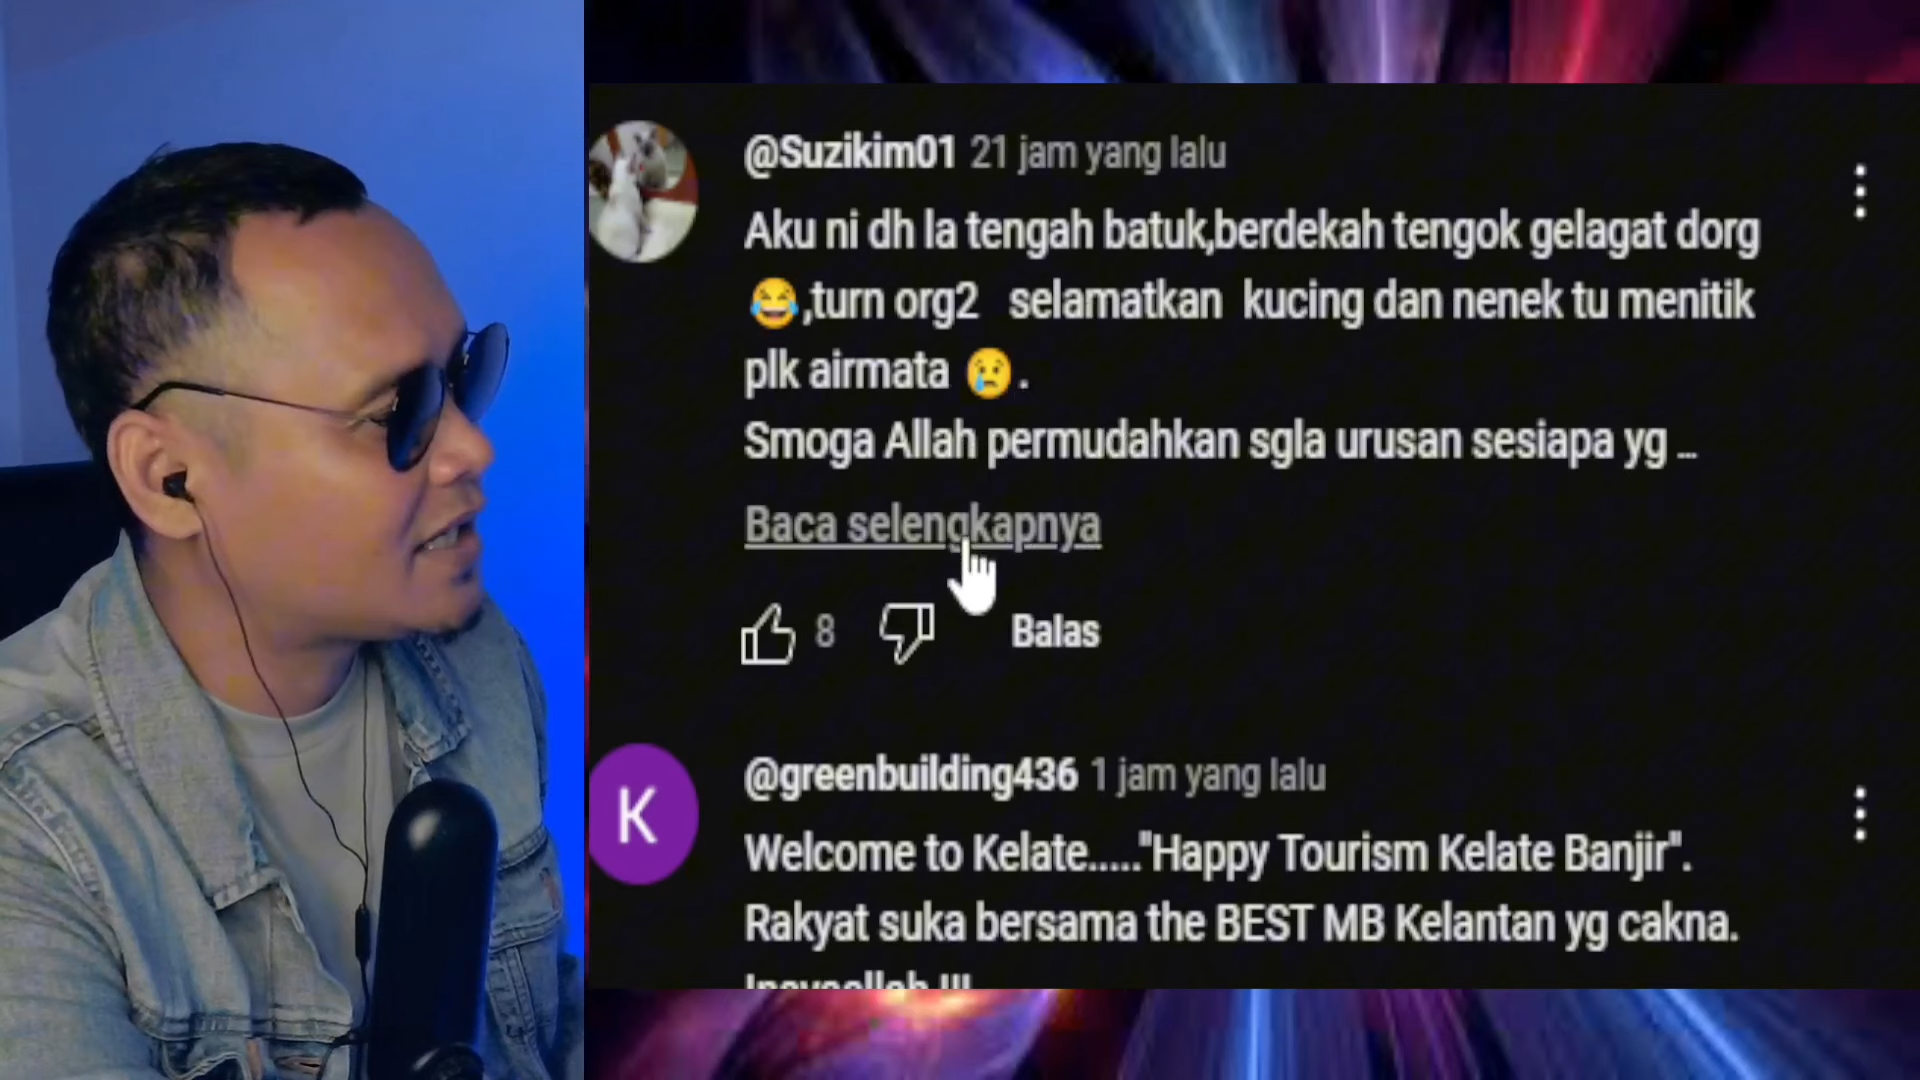 @Suzikim01 21 jam yang lalu
Aku ni dh la tengah batuk,berdekah tengok gelagat dorg
😂,turn org2 selamatkan kucing dan nenek tu menitik
plk airmata 😢.
Smoga Allah permudahkan sgla urusan sesiapa yg ...
Baca selengkapnya
8 Balas
K
@greenbuilding436 1 jam yang lalu
Welcome to Kelate....."Happy Tourism Kelate Banjir".
Rakyat suka bersama the BEST MB Kelantan yg cakna.